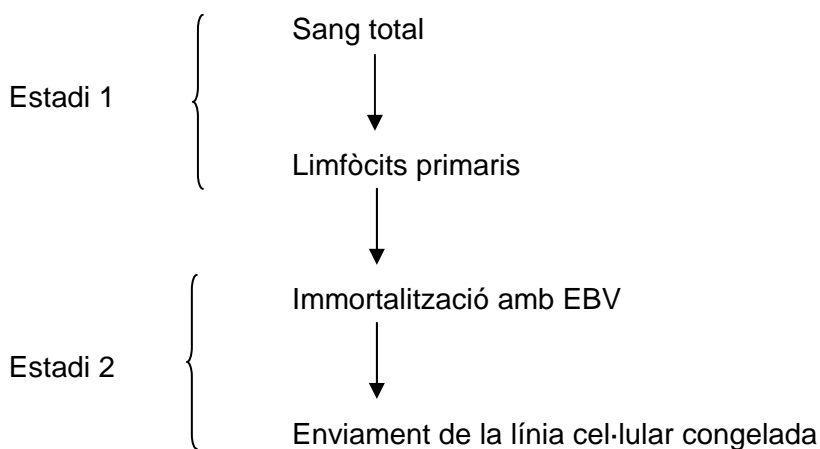 Sang total
Estadi 1
Limfòcits primaris
Immortalització amb EBV
Estadi 2
Enviament de la línia cel·lular congelada